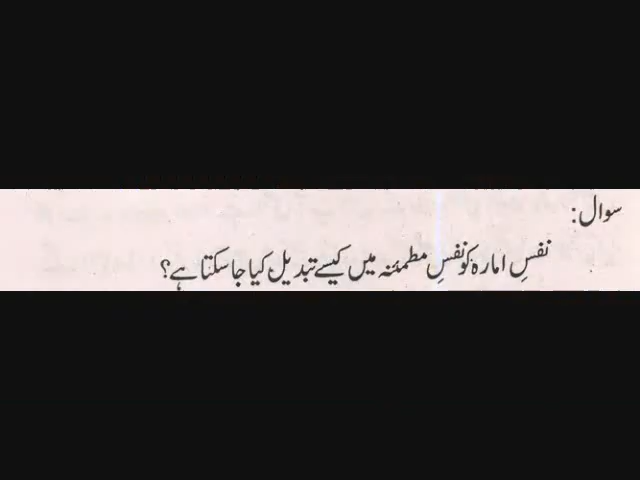 سوال:
نفسِ امارہ کو نفسِ مطمئنہ میں کیسے تبدیل کیا جا سکتا ہے؟